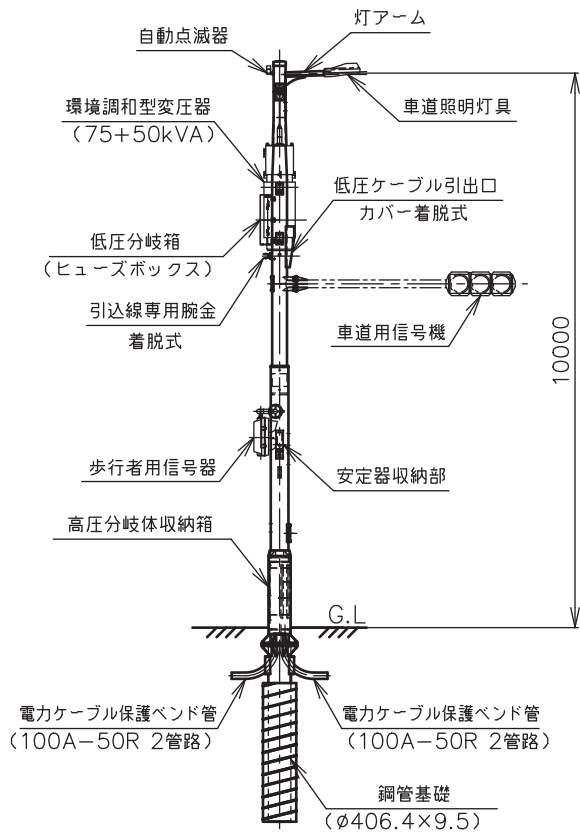 灯アーム
自動点滅器
車道照明灯具
環境調和型変圧器
(75+50kVA)
低圧ケーブル引出口
カバー着脱式
低圧分岐箱
(ヒューズボックス)
引込線専用腕金
着脱式
車道用信号機
10000
歩行者用信号器
安定器収納部
高圧分岐体収納箱
G.L
電力ケーブル保護ベンド管
(100A-50R 2管路)
電力ケーブル保護ベンド管
(100A-50R 2管路)
鋼管基礎
(φ406.4×9.5)